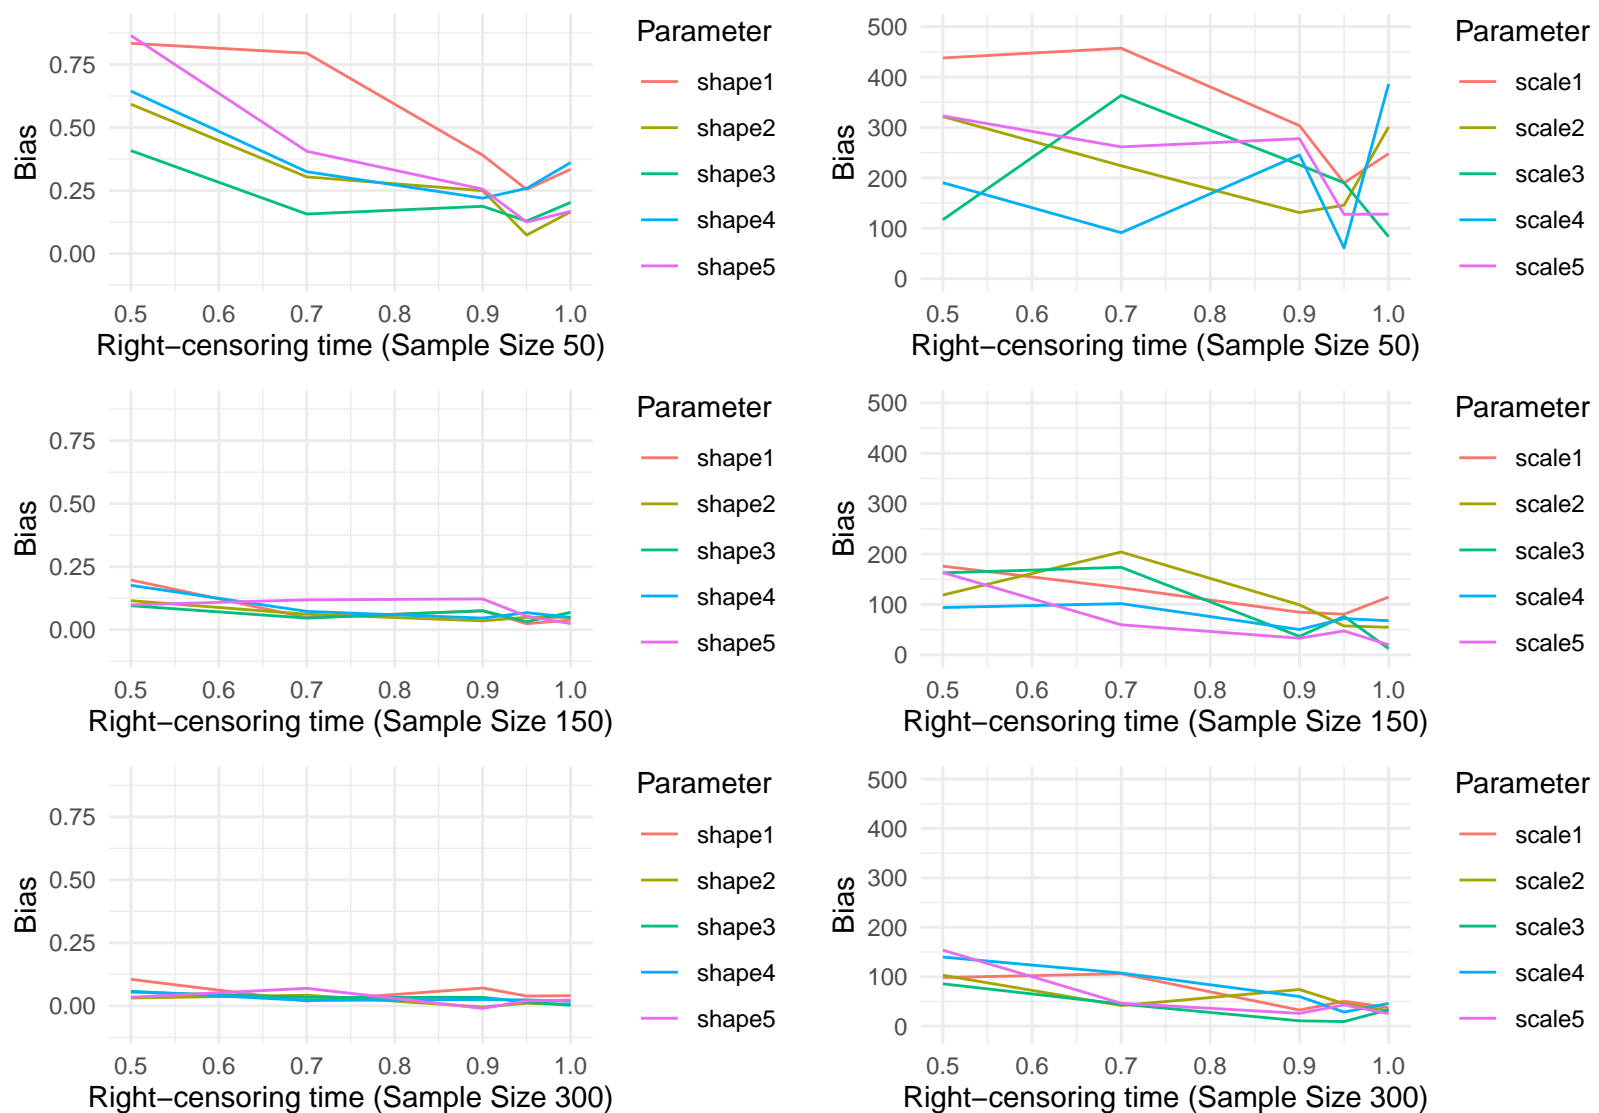 Bias
0.75
0.50
0.25
0.00
0.5 0.6 0.7 0.8 0.9 1.0
Right−censoring time (Sample Size 50)
Parameter
shape1
shape2
shape3
shape4
shape5
Bias
500
400
300
200
100
0
0.5 0.6 0.7 0.8 0.9 1.0
Right−censoring time (Sample Size 50)
Parameter
scale1
scale2
scale3
scale4
scale5
Bias
0.75
0.50
0.25
0.00
0.5 0.6 0.7 0.8 0.9 1.0
Right−censoring time (Sample Size 150)
Parameter
shape1
shape2
shape3
shape4
shape5
Bias
500
400
300
200
100
0
0.5 0.6 0.7 0.8 0.9 1.0
Right−censoring time (Sample Size 150)
Parameter
scale1
scale2
scale3
scale4
scale5
Bias
0.75
0.50
0.25
0.00
0.5 0.6 0.7 0.8 0.9 1.0
Right−censoring time (Sample Size 300)
Parameter
shape1
shape2
shape3
shape4
shape5
Bias
500
400
300
200
100
0
0.5 0.6 0.7 0.8 0.9 1.0
Right−censoring time (Sample Size 300)
Parameter
scale1
scale2
scale3
scale4
scale5